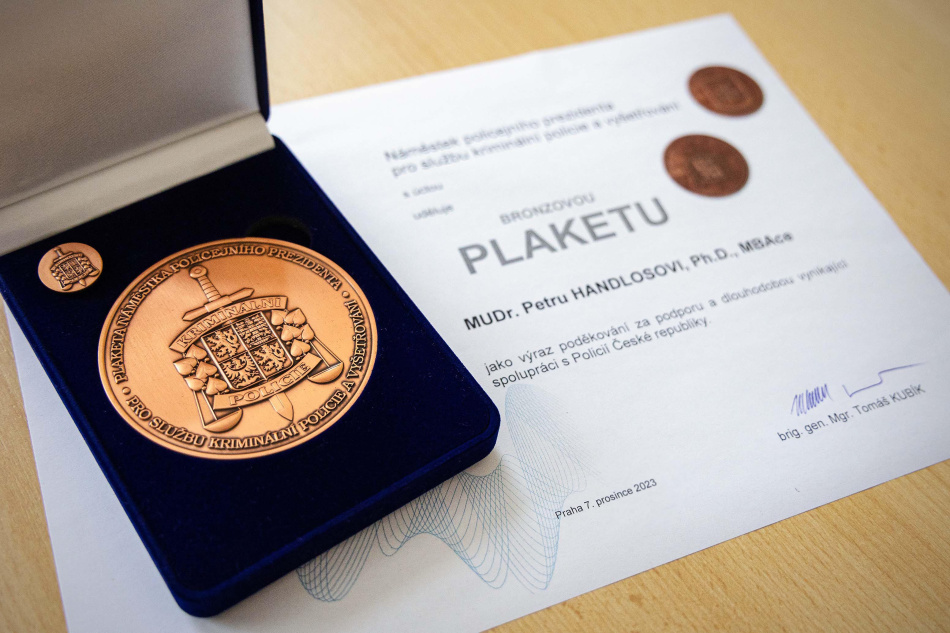 PLAKETA NÁMĚSTKA POLICEJNÍHO PREZIDENTA
PRO SLUŽBU KRIMINÁLNÍ POLICIE A VYŠETŘOVÁNÍ
KRIMINÁLNÍ
POLICIE
Náměstek policejního prezidenta
pro službu kriminální policie a vyšetřování
s úctou
uděluje
BRONZOVOU
PLAKETU
MUDr. Petru HANDLOSOVI, Ph.D., MBAca
jako výraz poděkování za podporu a dlouhodobou vynikající
spolupráci s Policií České republiky.
brig. gen. Mgr. Tomáš KUBÍK
Praha 7. prosince 2023